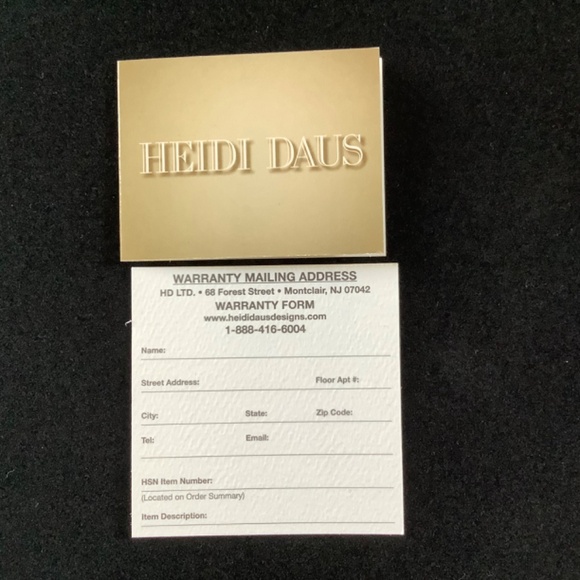 HEIDI DAUS
WARRANTY MAILING ADDRESS
HD LTD. • 68 Forest Street • Montclair, NJ 07042
WARRANTY FORM
www.heididausdesigns.com
1-888-416-6004
Name:
Street Address: Floor Apt #:
City: State: Zip Code:
Tel: Email:
HSN Item Number:
(Located on Order Summary)
Item Description: